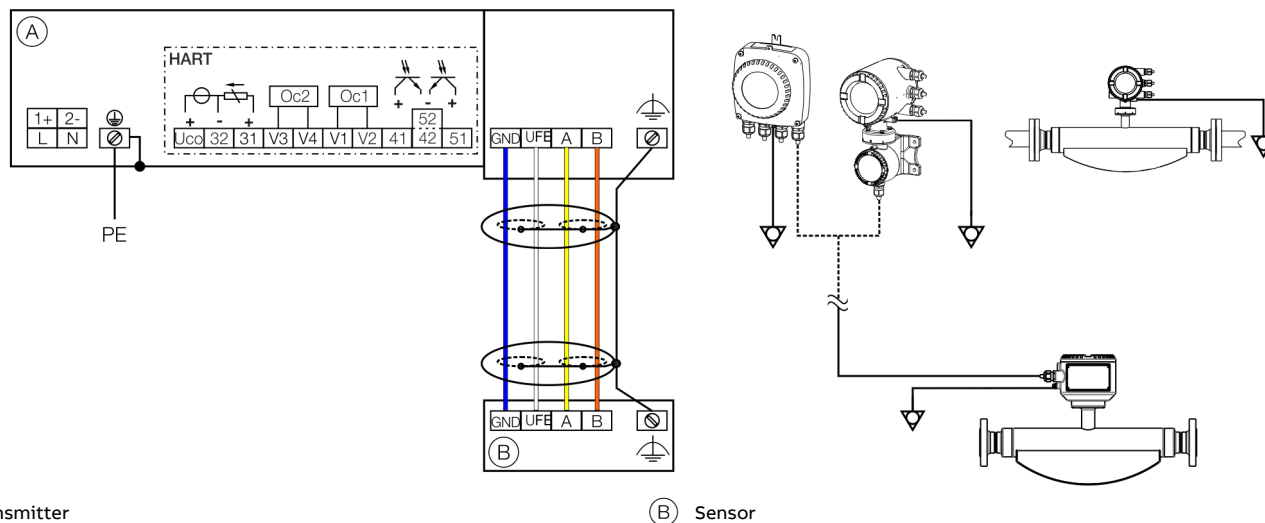 A
HART
Oc2 Oc1
+ - + + - +
1+ 2-
L N
52
Uco 32 31 V3 V4 V1 V2 41 42 51
GND UFE A B
PE
GND UFE A B
B
nsmitter
B Sensor